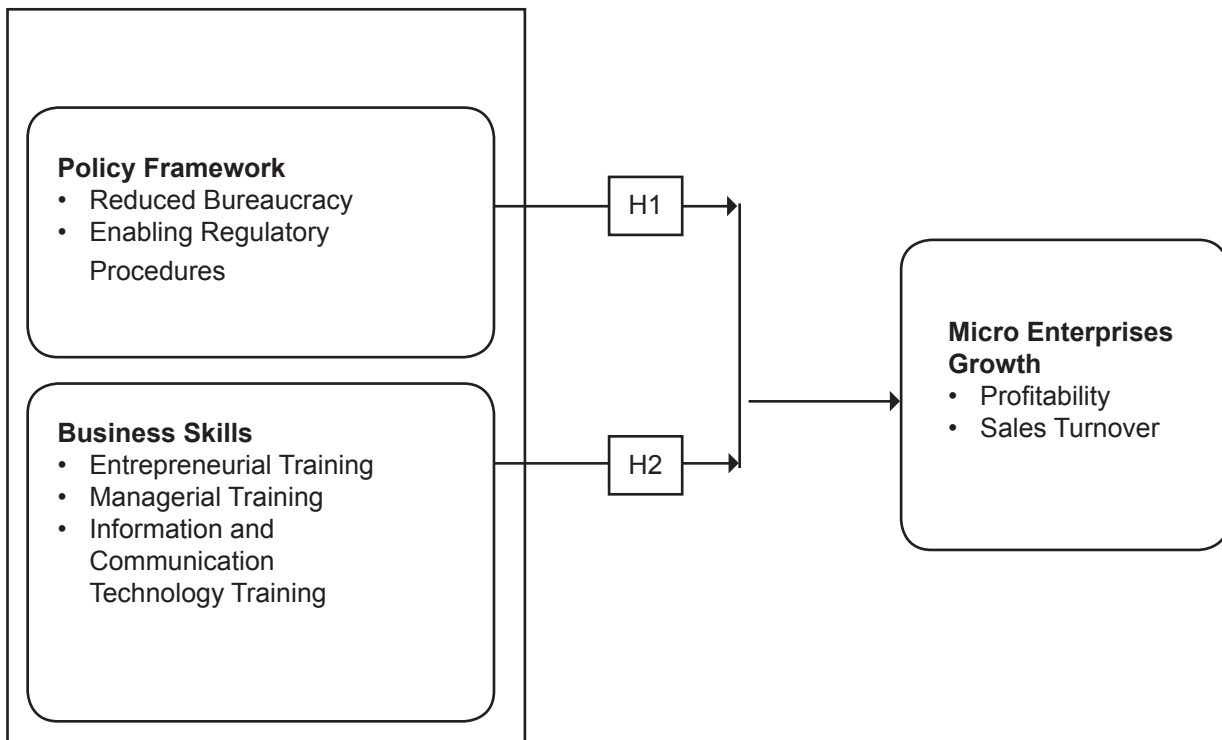 Policy Framework
• Reduced Bureaucracy
• Enabling Regulatory
Procedures
H1
Business Skills
• Entrepreneurial Training
• Managerial Training
• Information and
Communication
Technology Training
H2
Micro Enterprises
Growth
• Profitability
• Sales Turnover